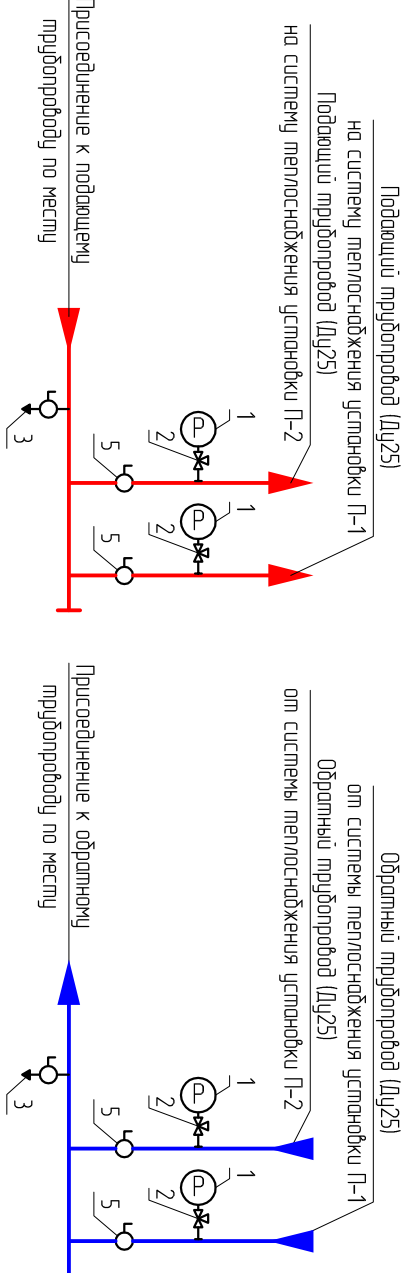 Подающий трубопровод (Ду25)
на систему теплоснабжения установки П-1
Подающий трубопровод (Ду25)
на систему теплоснабжения установки П-2
1
P
2
1
P
2
5
5
3
Присоединение к подающему
трубопроводу по месту
Обратный трубопровод (Ду25)
от системы теплоснабжения установки П-1
Обратный трубопровод (Ду25)
от системы теплоснабжения установки П-2
1
P
2
1
P
2
5
5
3
Присоединение к обратному
трубопроводу по месту